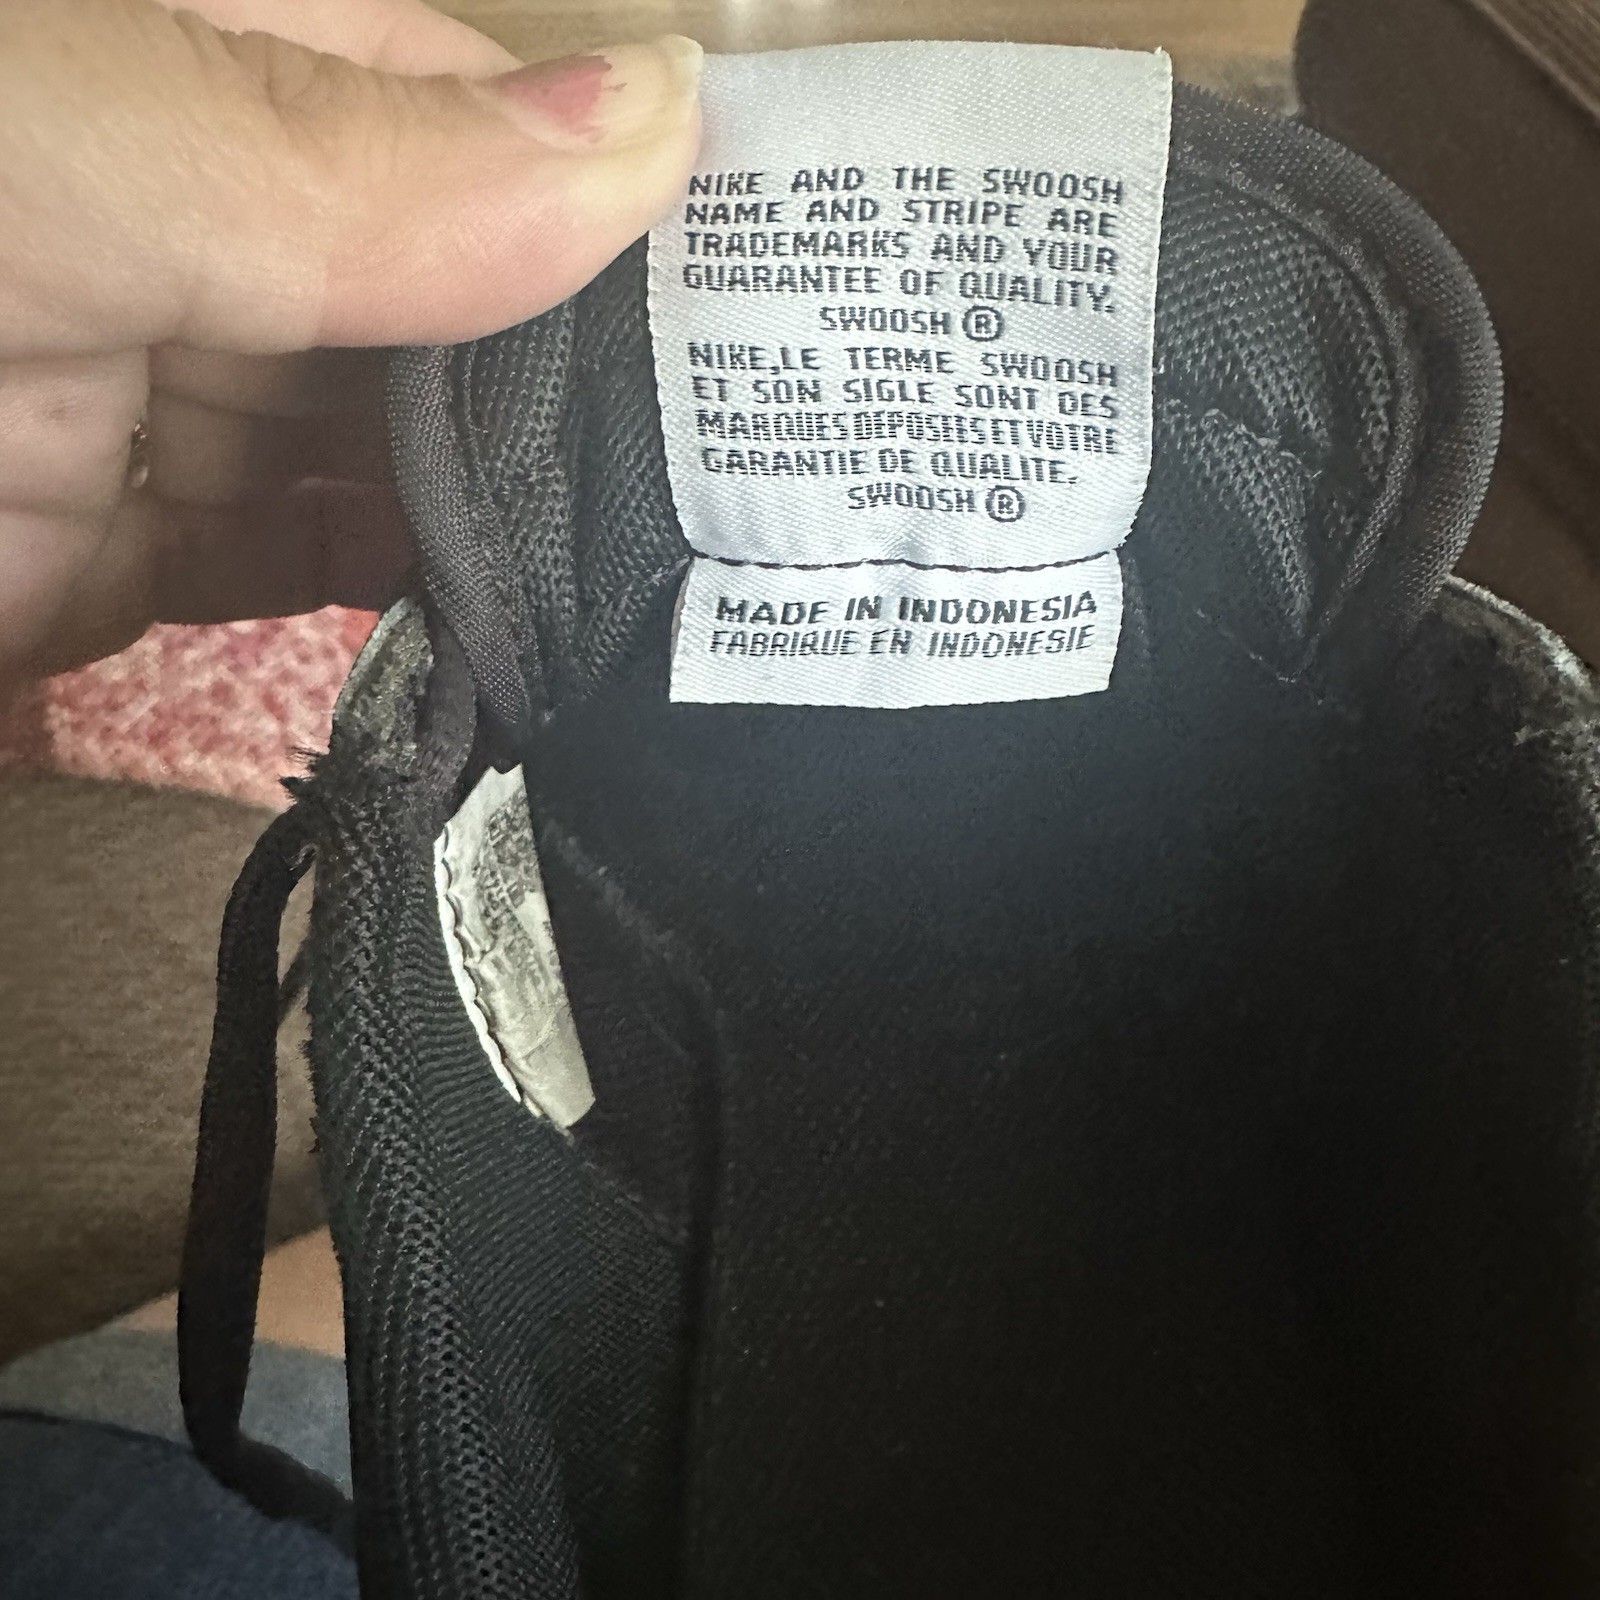 NIKE AND THE SWOOSH
NAME AND STRIPE ARE
TRADEMARKS AND YOUR
GUARANTEE OF QUALITY.
SWOOSH ®
NIKE,LE TERME SWOOSH
ET SON SIGLE SONT DES
MARQUES DEPOSEES ET VOTRE
GARANTIE DE QUALITE.
SWOOSH ®
MADE IN INDONESIA
FABRIQUE EN INDONESIE